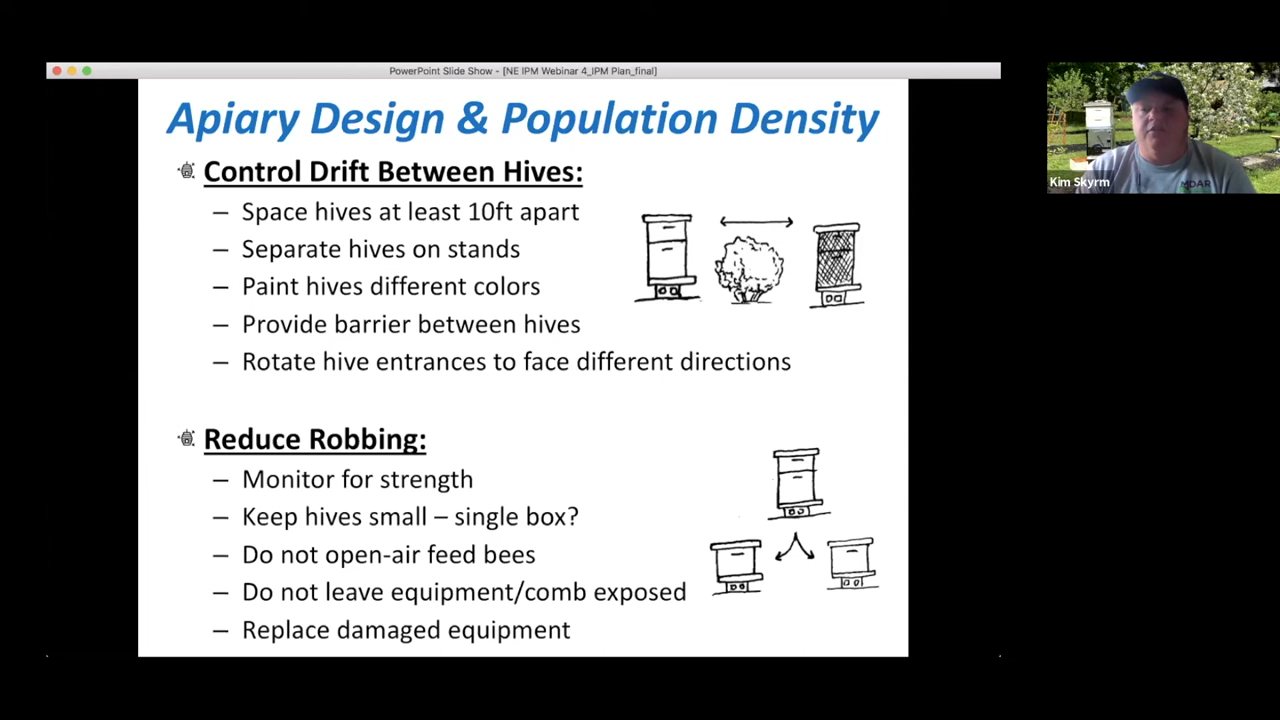 PowerPoint Slide Show - [NE IPM Webinar 4_IPM Plan_final]
Apiary Design & Population Density
Control Drift Between Hives:
– Space hives at least 10ft apart
– Separate hives on stands
– Paint hives different colors
– Provide barrier between hives
– Rotate hive entrances to face different directions
Reduce Robbing:
– Monitor for strength
– Keep hives small – single box?
– Do not open-air feed bees
– Do not leave equipment/comb exposed
– Replace damaged equipment
Kim Skyrm
MDAR